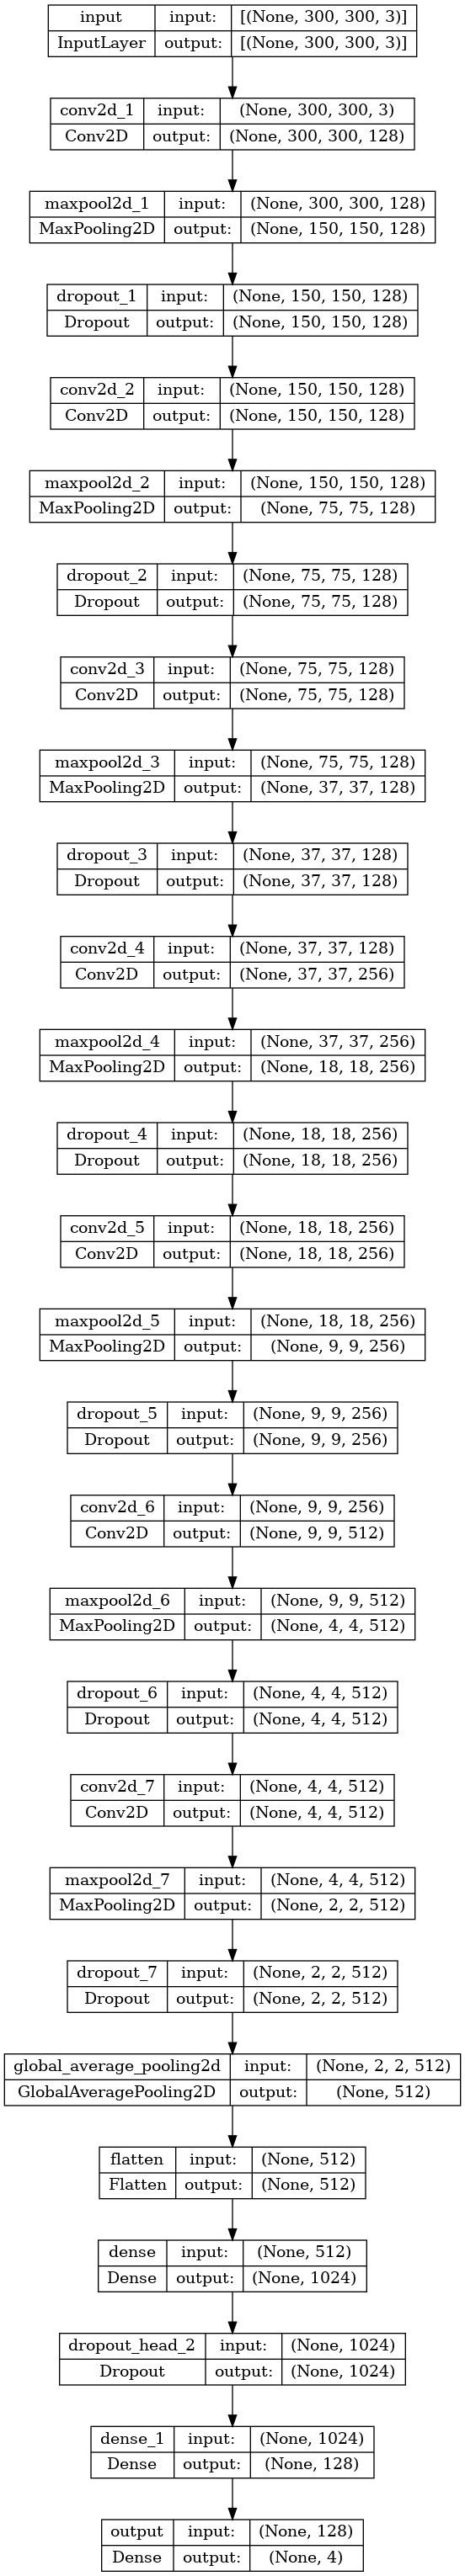 input input: [(None, 300, 300, 3)]
InputLayer output: [(None, 300, 300, 3)]
conv2d_1 input: (None, 300, 300, 3)
Conv2D output: (None, 300, 300, 128)
maxpool2d_1 input: (None, 300, 300, 128)
MaxPooling2D output: (None, 150, 150, 128)
dropout_1 input: (None, 150, 150, 128)
Dropout output: (None, 150, 150, 128)
conv2d_2 input: (None, 150, 150, 128)
Conv2D output: (None, 150, 150, 128)
maxpool2d_2 input: (None, 150, 150, 128)
MaxPooling2D output: (None, 75, 75, 128)
dropout_2 input: (None, 75, 75, 128)
Dropout output: (None, 75, 75, 128)
conv2d_3 input: (None, 75, 75, 128)
Conv2D output: (None, 75, 75, 128)
maxpool2d_3 input: (None, 75, 75, 128)
MaxPooling2D output: (None, 37, 37, 128)
dropout_3 input: (None, 37, 37, 128)
Dropout output: (None, 37, 37, 128)
conv2d_4 input: (None, 37, 37, 128)
Conv2D output: (None, 37, 37, 256)
maxpool2d_4 input: (None, 37, 37, 256)
MaxPooling2D output: (None, 18, 18, 256)
dropout_4 input: (None, 18, 18, 256)
Dropout output: (None, 18, 18, 256)
conv2d_5 input: (None, 18, 18, 256)
Conv2D output: (None, 18, 18, 256)
maxpool2d_5 input: (None, 18, 18, 256)
MaxPooling2D output: (None, 9, 9, 256)
dropout_5 input: (None, 9, 9, 256)
Dropout output: (None, 9, 9, 256)
conv2d_6 input: (None, 9, 9, 256)
Conv2D output: (None, 9, 9, 512)
maxpool2d_6 input: (None, 9, 9, 512)
MaxPooling2D output: (None, 4, 4, 512)
dropout_6 input: (None, 4, 4, 512)
Dropout output: (None, 4, 4, 512)
conv2d_7 input: (None, 4, 4, 512)
Conv2D output: (None, 4, 4, 512)
maxpool2d_7 input: (None, 4, 4, 512)
MaxPooling2D output: (None, 2, 2, 512)
dropout_7 input: (None, 2, 2, 512)
Dropout output: (None, 2, 2, 512)
global_average_pooling2d input: (None, 2, 2, 512)
GlobalAveragePooling2D output: (None, 512)
flatten input: (None, 512)
Flatten output: (None, 512)
dense input: (None, 512)
Dense output: (None, 1024)
dropout_head_2 input: (None, 1024)
Dropout output: (None, 1024)
dense_1 input: (None, 1024)
Dense output: (None, 128)
output input: (None, 128)
Dense output: (None, 4)